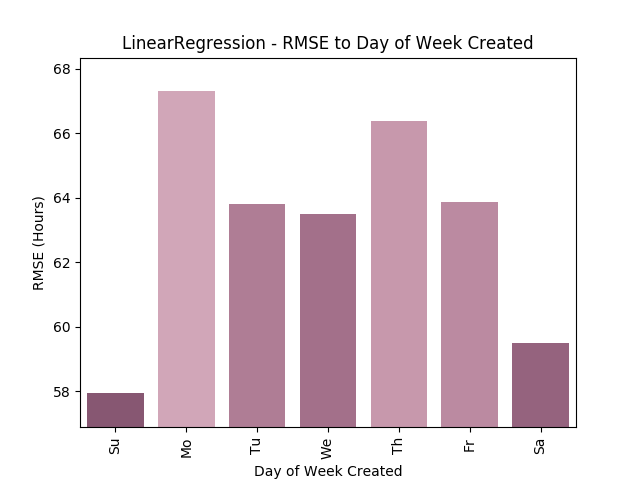 LinearRegression - RMSE to Day of Week Created
68
66
64
62
60
58
RMSE (Hours)
Su
Mo
Tu
We
Th
Fr
Sa
Day of Week Created